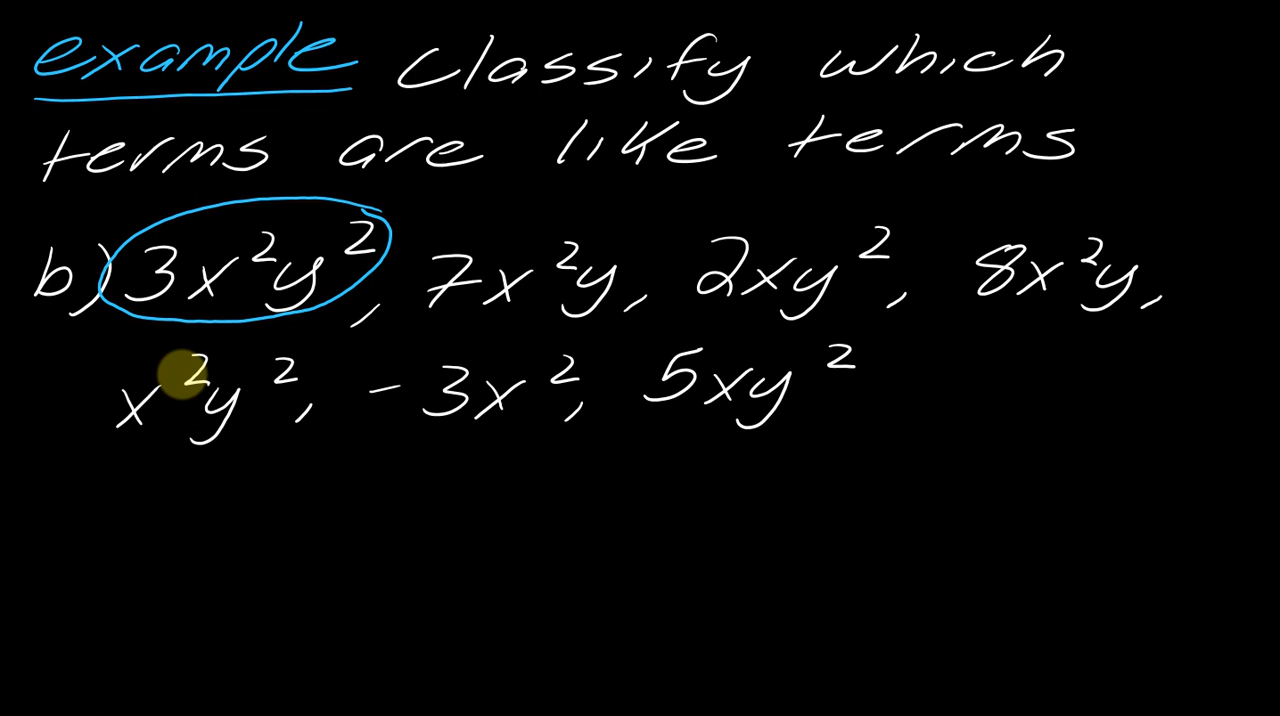 example Classify which
terms are like terms
b) 3x²y², 7x²y, 2xy², 8x²y,
x²y², -3x², 5xy²